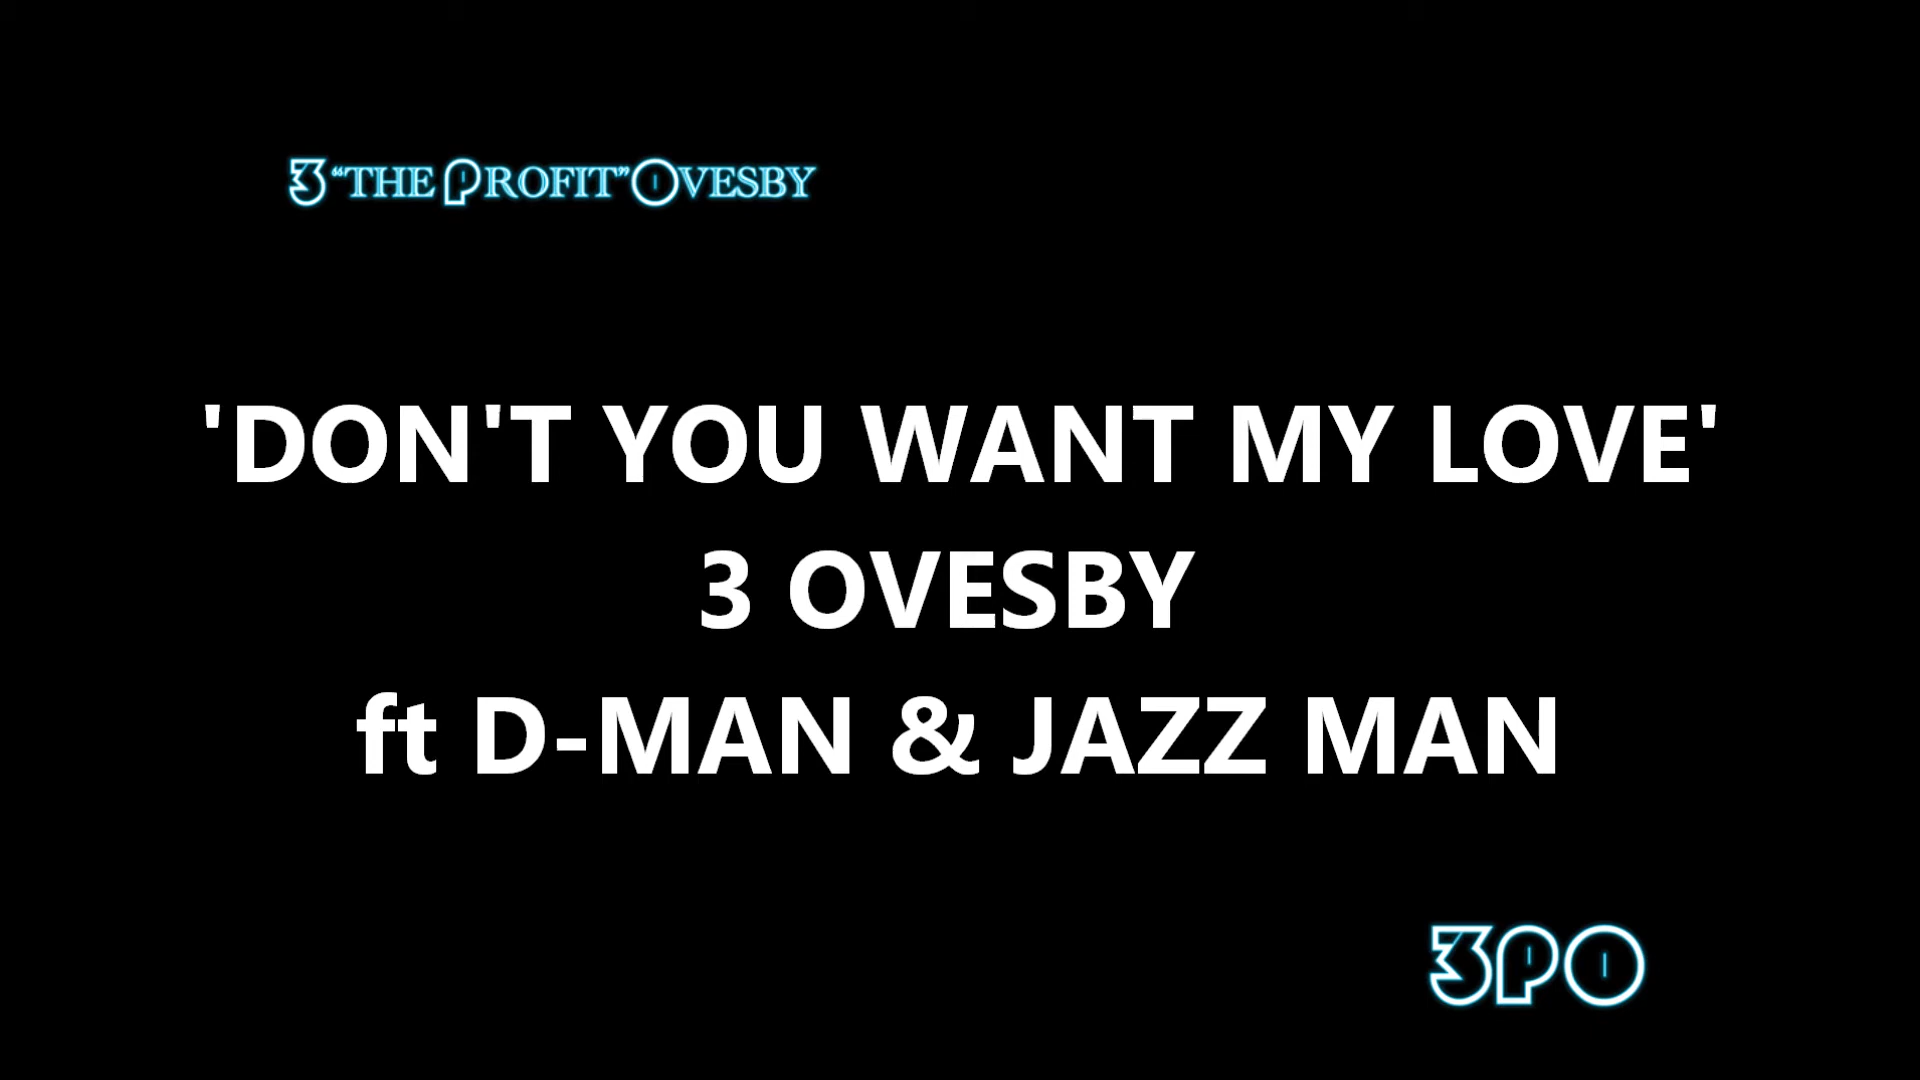 3 “THE PROFIT” OVESBY
'DON'T YOU WANT MY LOVE'
3 OVESBY
ft D-MAN & JAZZ MAN
3PO